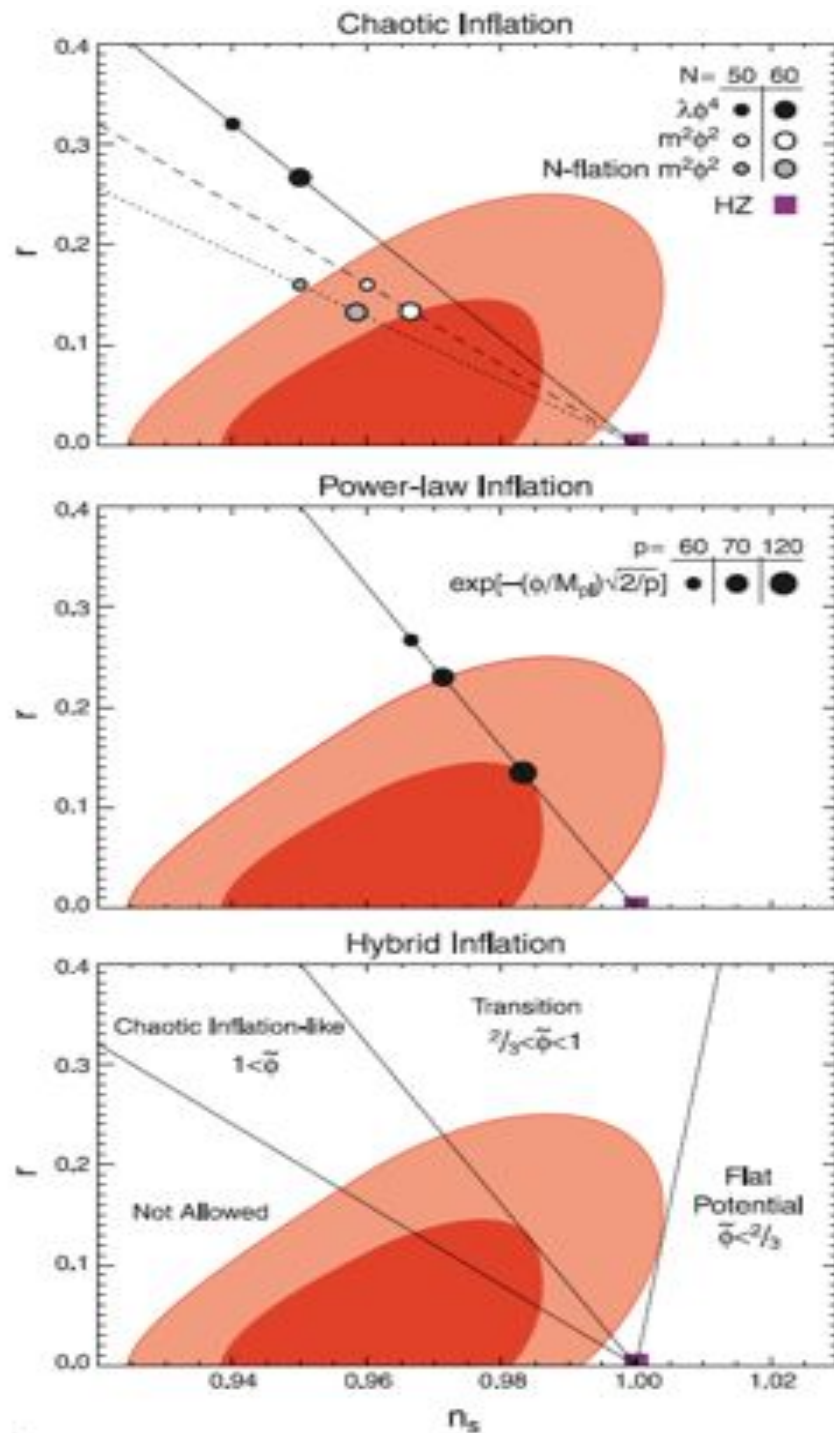 Chaotic Inflation
0.4
N= 50 60
λϕ⁴
m²ϕ²
N-flation m²ϕ²
HZ
0.3
r
0.2
0.1
0.0
Power-law Inflation
0.4
p= 60 70 120
exp[-(ϕ/Mpl)√2/p]
0.3
r
0.2
0.1
0.0
Hybrid Inflation
0.4
Transition
2/3<ϕ̃<1
Chaotic Inflation-like
1<ϕ̃
0.3
r
0.2
Flat
Potential
ϕ̃<2/3
Not Allowed
0.1
0.0
0.94 0.96 0.98 1.00 1.02
nₛ